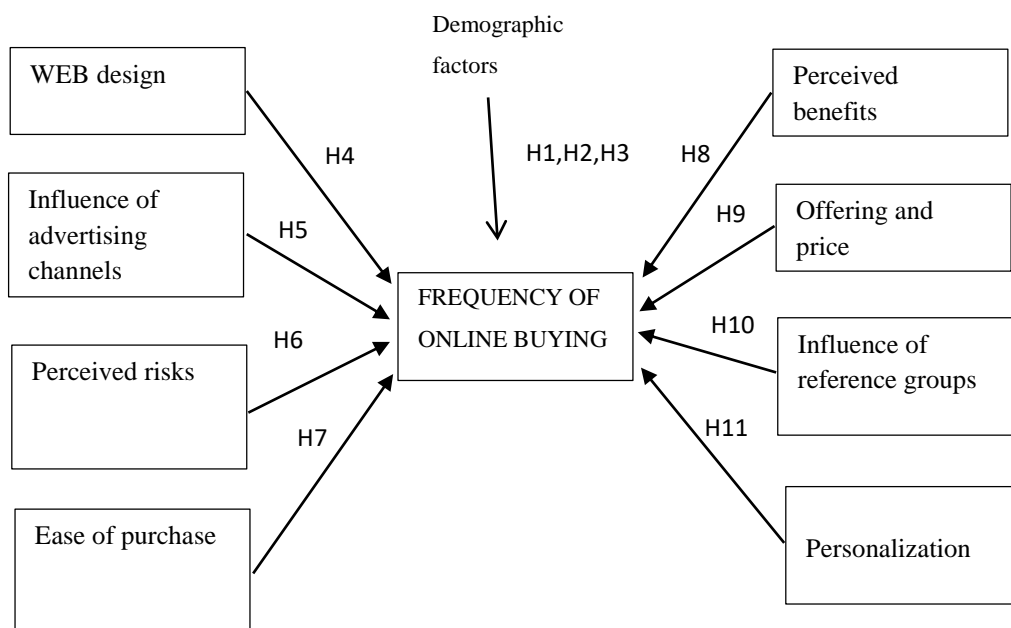 Demographic
factors
WEB design
Perceived
benefits
H4
H1,H2,H3
H8
Influence of
advertising
channels
H5
H9
Offering and
price
FREQUENCY OF
ONLINE BUYING
H6
H10
Perceived risks
Influence of
reference groups
H7
H11
Ease of purchase
Personalization